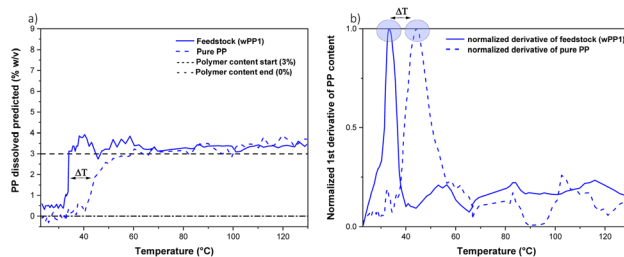 a)
Feedstock (wPP1)
Pure PP
Polymer content start (3%)
Polymer content end (0%)
ΔT
PP dissolved predicted (% w/v)
9
8
7
6
5
4
3
2
1
0
40
60
80
100
120
Temperature (°C)
b)
ΔT
normalized derivative of feedstock (wPP1)
normalized derivative of pure PP
Normalized 1st derivative of PP content
1.0
0.5
0.0
40
60
80
100
120
Temperature (°C)